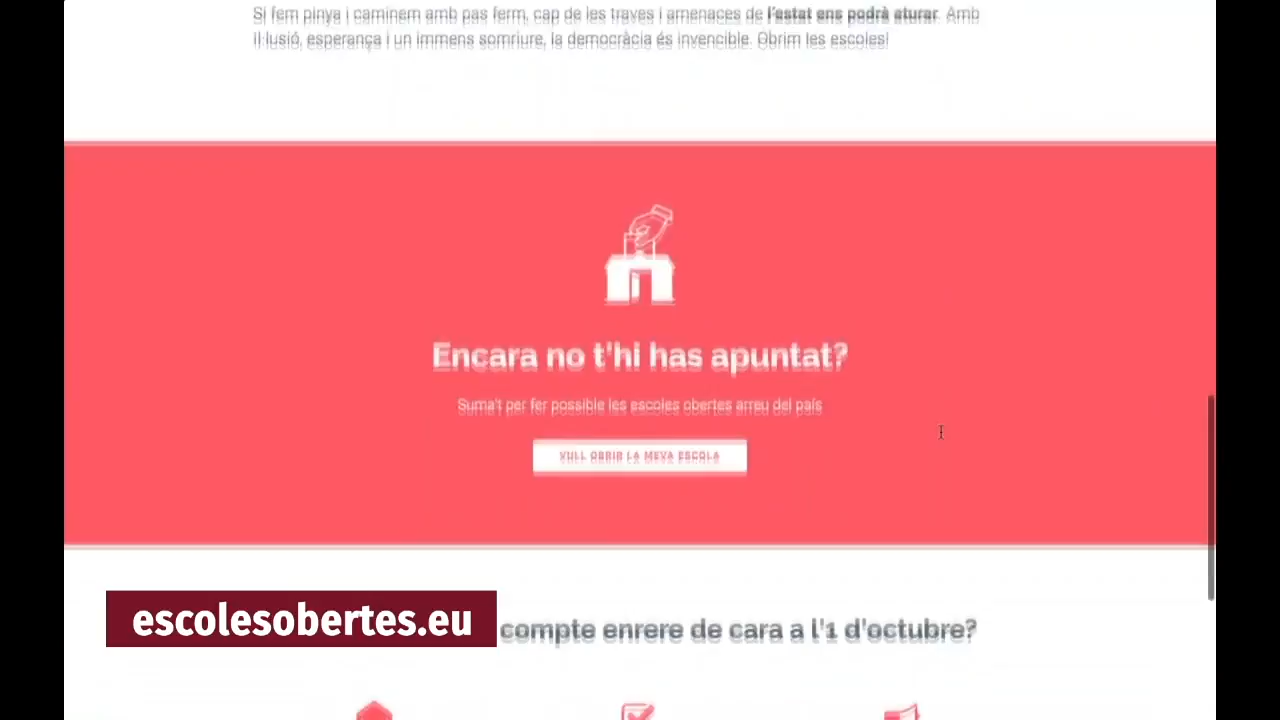 Si fem pinya i caminem amb pas ferm, cap de les traves i amenaces de l'estat ens podrà aturar. Amb
il·lusió, esperança i un immens somriure, la democràcia és invencible. Obrim les escoles!
Encara no t'hi has apuntat?
Suma't per fer possible les escoles obertes arreu del país
VULL OBRIR LA MEVA ESCOLA
escolesobertes.eu
compte enrere de cara a l'1 d'octubre?